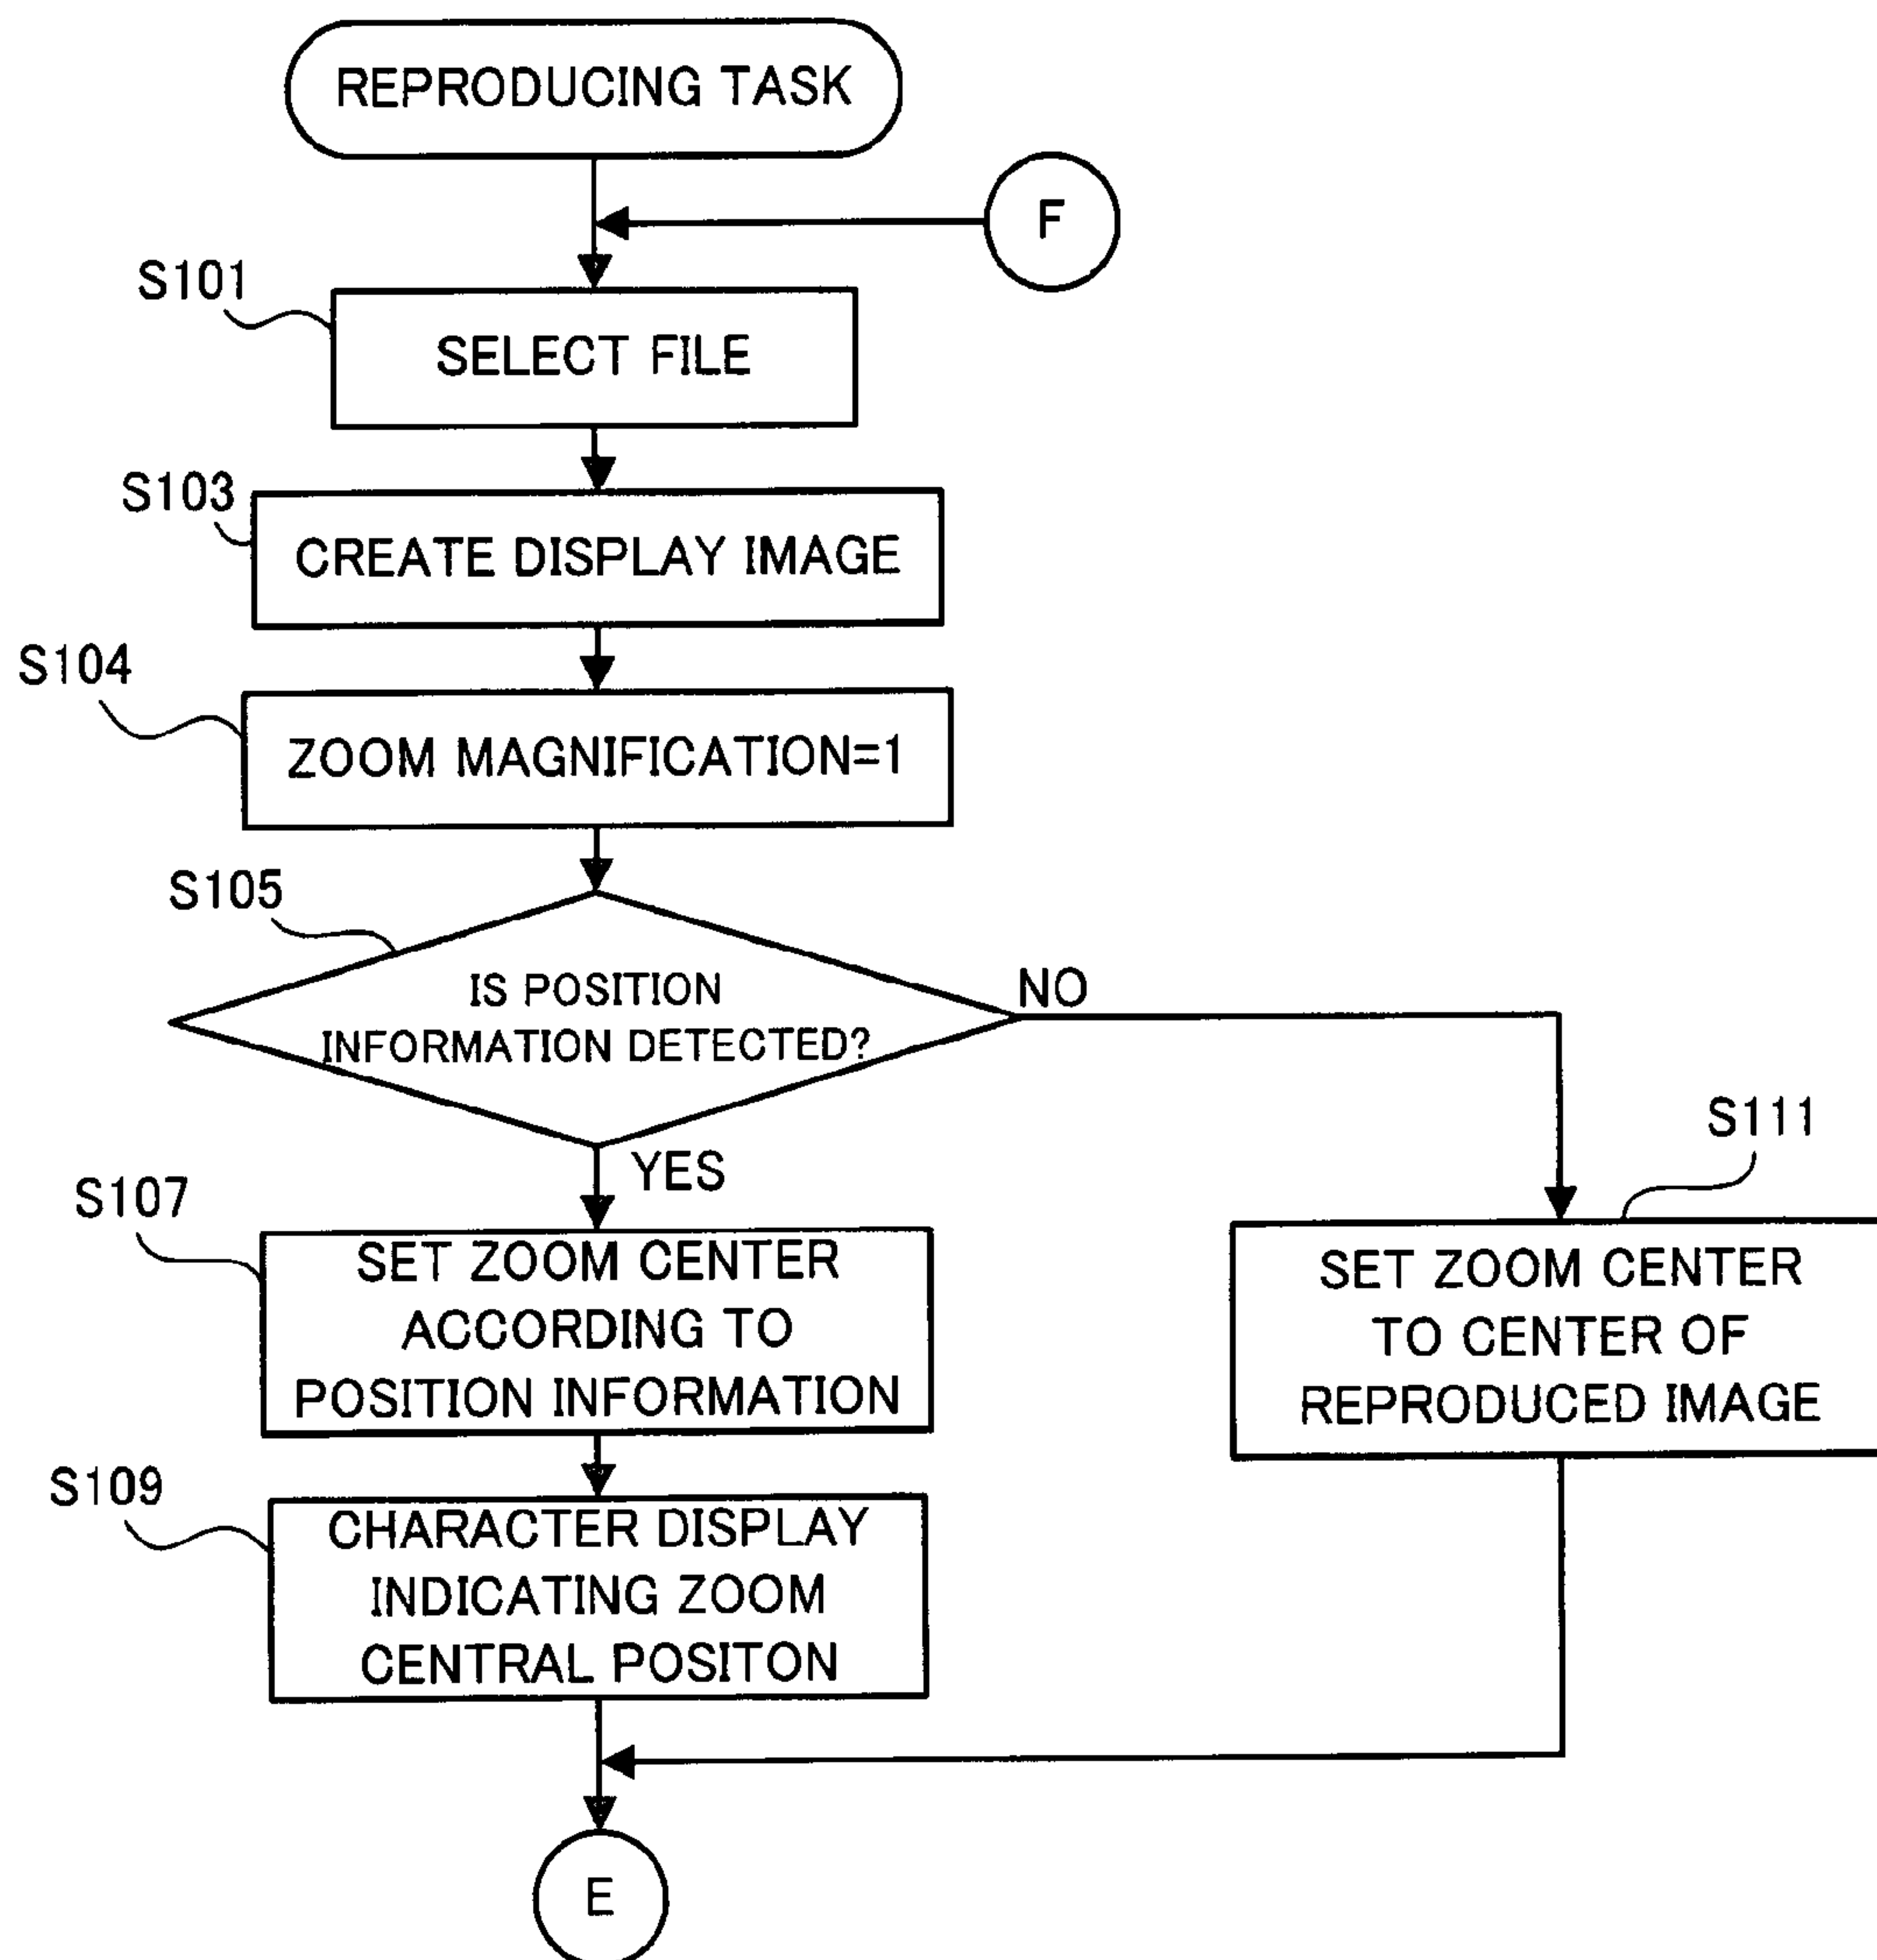 REPRODUCING TASK
F
S101
SELECT FILE
S103
CREATE DISPLAY IMAGE
S104
ZOOM MAGNIFICATION=1
S105
IS POSITION
INFORMATION DETECTED?
NO
YES
S107
SET ZOOM CENTER
ACCORDING TO
POSITION INFORMATION
S111
SET ZOOM CENTER
TO CENTER OF
REPRODUCED IMAGE
S109
CHARACTER DISPLAY
INDICATING ZOOM
CENTRAL POSITON
E